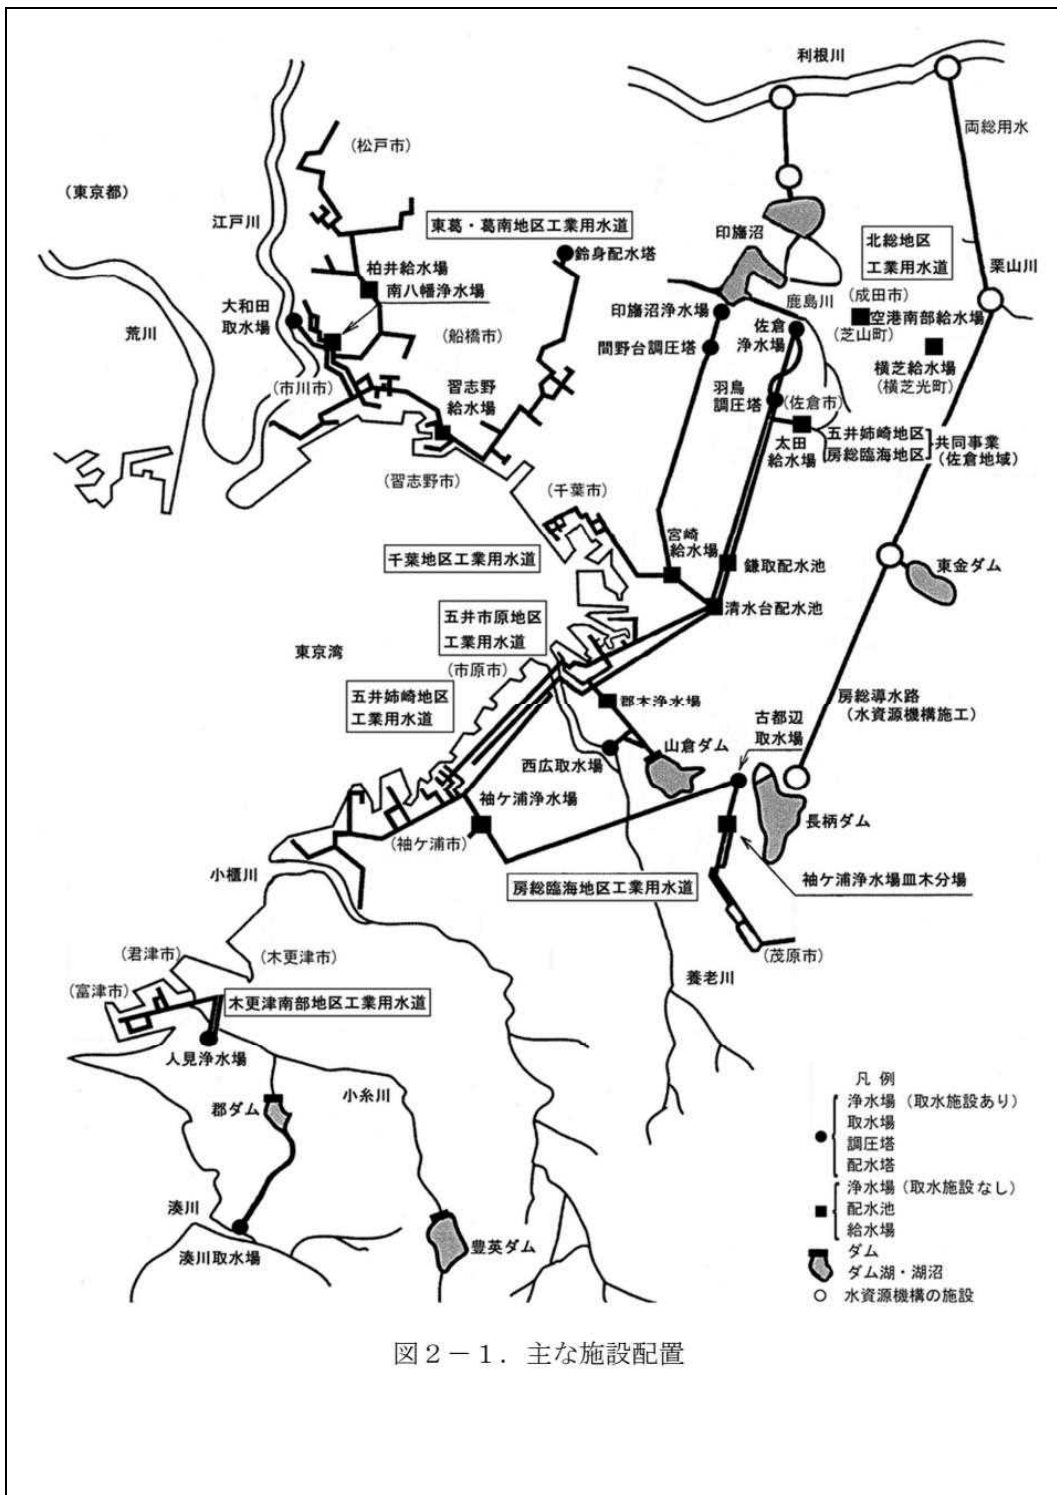 利根川
両総用水
(松戸市)
(東京都)
江戸川
東葛・葛南地区工業用水道
鈴身配水塔
印旛沼
北総地区
工業用水道
栗山川
柏井給水場
南八幡浄水場
大和田
取水場
荒川
(船橋市)
印旛沼浄水場
間野台調圧塔
鹿島川
佐倉
浄水場
(成田市)
空港南部給水場
(芝山町)
横芝給水場
(横芝光町)
(市川市)
習志野
給水場
羽鳥
調圧塔
(佐倉市)
太田
給水場
五井姉崎地区
房総臨海地区
共同事業
(佐倉地域)
(習志野市)
(千葉市)
宮崎
給水場
千葉地区工業用水道
鎌取配水池
東金ダム
清水台配水池
五井市原地区
工業用水道
東京湾
(市原市)
五井姉崎地区
工業用水道
郡本浄水場
房総導水路
(水資源機構施工)
古都辺
取水場
西広取水場
山倉ダム
袖ケ浦浄水場
長柄ダム
(袖ケ浦市)
小櫃川
房総臨海地区工業用水道
袖ケ浦浄水場皿木分場
(君津市)
(木更津市)
(茂原市)
(富津市)
養老川
木更津南部地区工業用水道
人見浄水場
郡ダム
小糸川
湊川
湊川取水場
豊英ダム
凡 例
浄水場(取水施設あり)
取水場
調圧塔
配水塔
浄水場(取水施設なし)
配水池
給水場
ダム
ダム湖・湖沼
水資源機構の施設
図2-1.主な施設配置